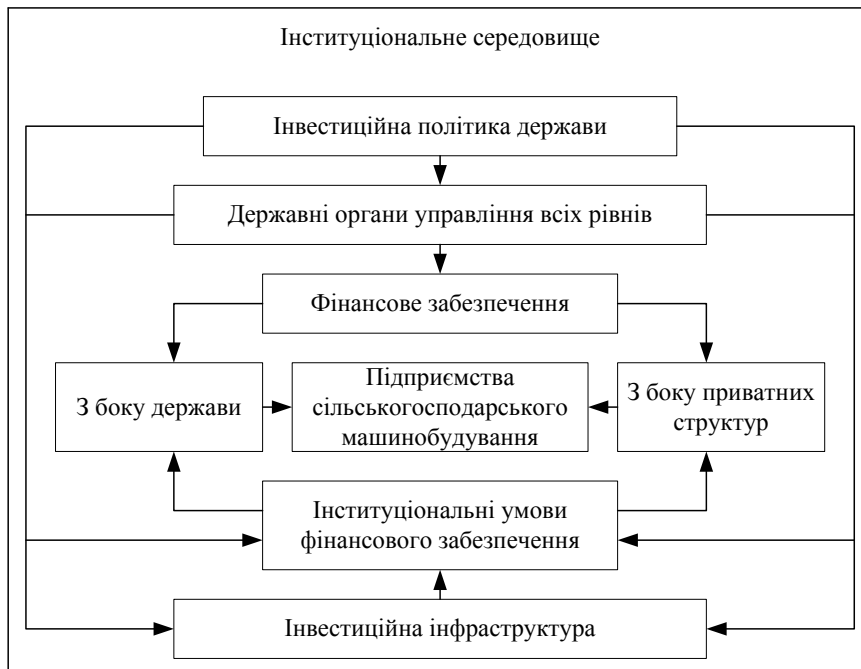 Інституціональне середовище
Інвестиційна політика держави
Державні органи управління всіх рівнів
Фінансове забезпечення
З боку держави
Підприємства
сільськогосподарського
машинобудування
З боку приватних
структур
Інституціональні умови
фінансового забезпечення
Інвестиційна інфраструктура